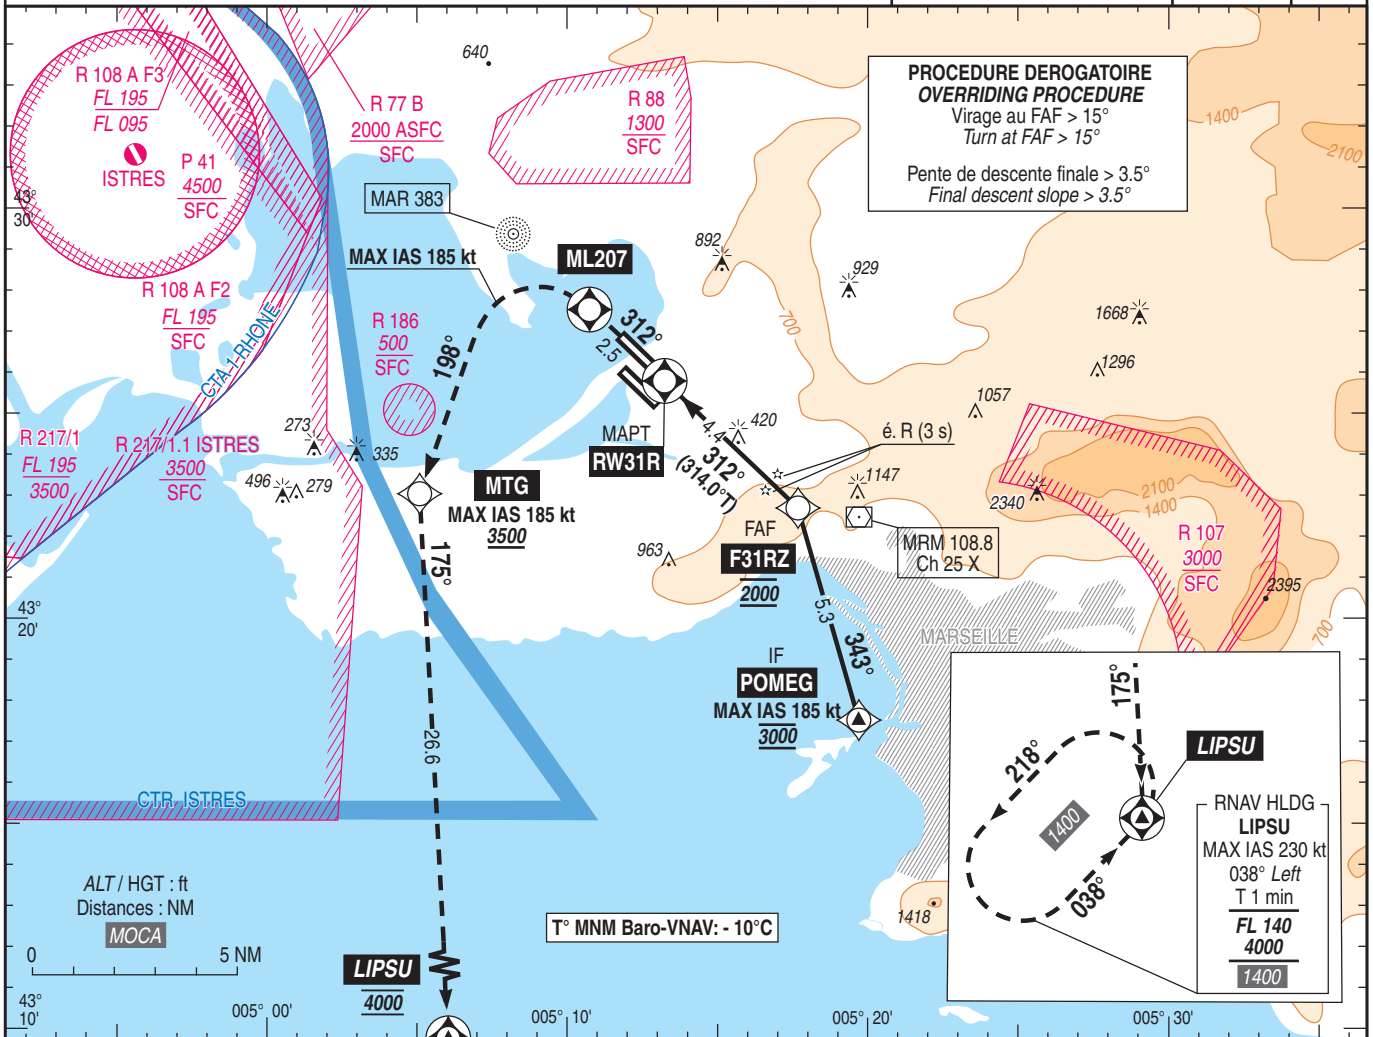 640
R 108 A F3
FL 195
FL 095
ISTRES
P 41
4500
SFC
R 77 B
2000 ASFC
SFC
R 88
1300
SFC
PROCEDURE DEROGATOIRE
OVERRIDING PROCEDURE
Virage au FAF > 15°
Turn at FAF > 15°
Pente de descente finale > 3.5°
Final descent slope > 3.5°
1400
2100
43°
30'
MAR 383
MAX IAS 185 kt
ML207
892
929
1668
1296
1057
700
R 108 A F2
FL 195
SFC
CTA 1 RHONE
R 186
500
SFC
198°
312°
2.5
MAPT
RW31R
4.4
312°
(314.0°T)
420
é. R (3 s)
1147
273
335
496
279
R 217/1
FL 195
3500
R 217/1.1 ISTRES
3500
SFC
MTG
MAX IAS 185 kt
3500
175°
963
FAF
F31RZ
2000
MRM 108.8
Ch 25 X
2340
2100
1400
R 107
3000
SFC
2395
700
43°
20'
MARSEILLE
5.3
343°
IF
POMEG
MAX IAS 185 kt
3000
26.6
CTR ISTRES
175°
218°
LIPSU
1400
038°
RNAV HLDG
LIPSU
MAX IAS 230 kt
038° Left
T 1 min
FL 140
4000
1400
1418
ALT / HGT : ft
Distances : NM
MOCA
0
5 NM
T° MNM Baro-VNAV: - 10°C
LIPSU
4000
43°
10'
005° 00'
005° 10'
005° 20'
005° 30'